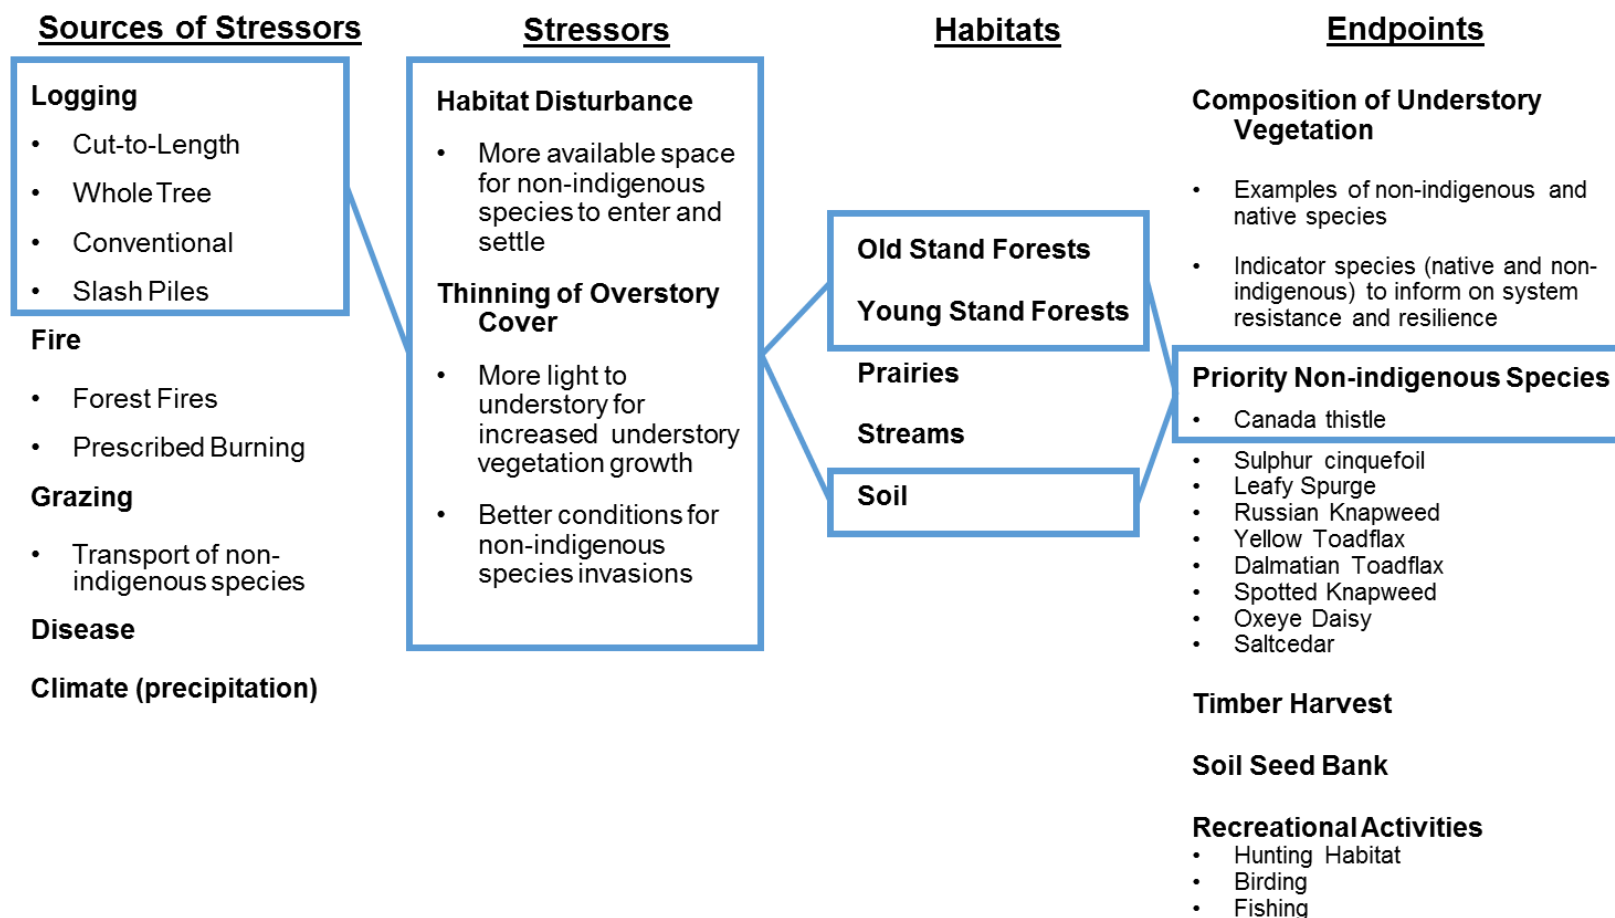 Sources of Stressors
Logging
• Cut-to-Length
• Whole Tree
• Conventional
• Slash Piles
Fire
• Forest Fires
• Prescribed Burning
Grazing
• Transport of non-
indigenous species
Disease
Climate (precipitation)
Stressors
Habitat Disturbance
• More available space
for non-indigenous
species to enter and
settle
Thinning of Overstory
Cover
• More light to
understory for
increased understory
vegetation growth
• Better conditions for
non-indigenous
species invasions
Habitats
Old Stand Forests
Young Stand Forests
Prairies
Streams
Soil
Endpoints
Composition of Understory
Vegetation
• Examples of non-indigenous and
native species
• Indicator species (native and non-
indigenous) to inform on system
resistance and resilience
Priority Non-indigenous Species
• Canada thistle
• Sulphur cinquefoil
• Leafy Spurge
• Russian Knapweed
• Yellow Toadflax
• Dalmatian Toadflax
• Spotted Knapweed
• Oxeye Daisy
• Saltcedar
Timber Harvest
Soil Seed Bank
Recreational Activities
• Hunting Habitat
• Birding
• Fishing